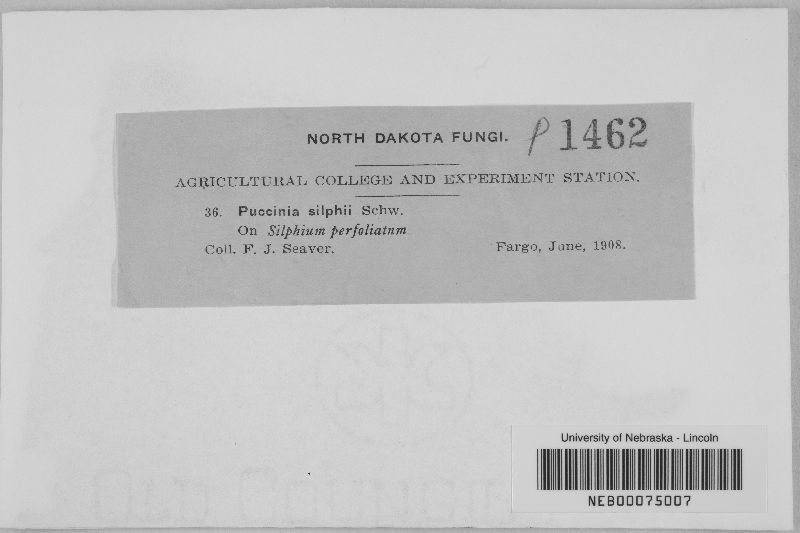 NORTH DAKOTA FUNGI. P 1462
AGRICULTURAL COLLEGE AND EXPERIMENT STATION.
36. Puccinia silphii Schw.
On Silphium perfoliatnm
Coll. F. J. Seaver. Fargo, June, 1908.
University of Nebraska - Lincoln
NEB00075007